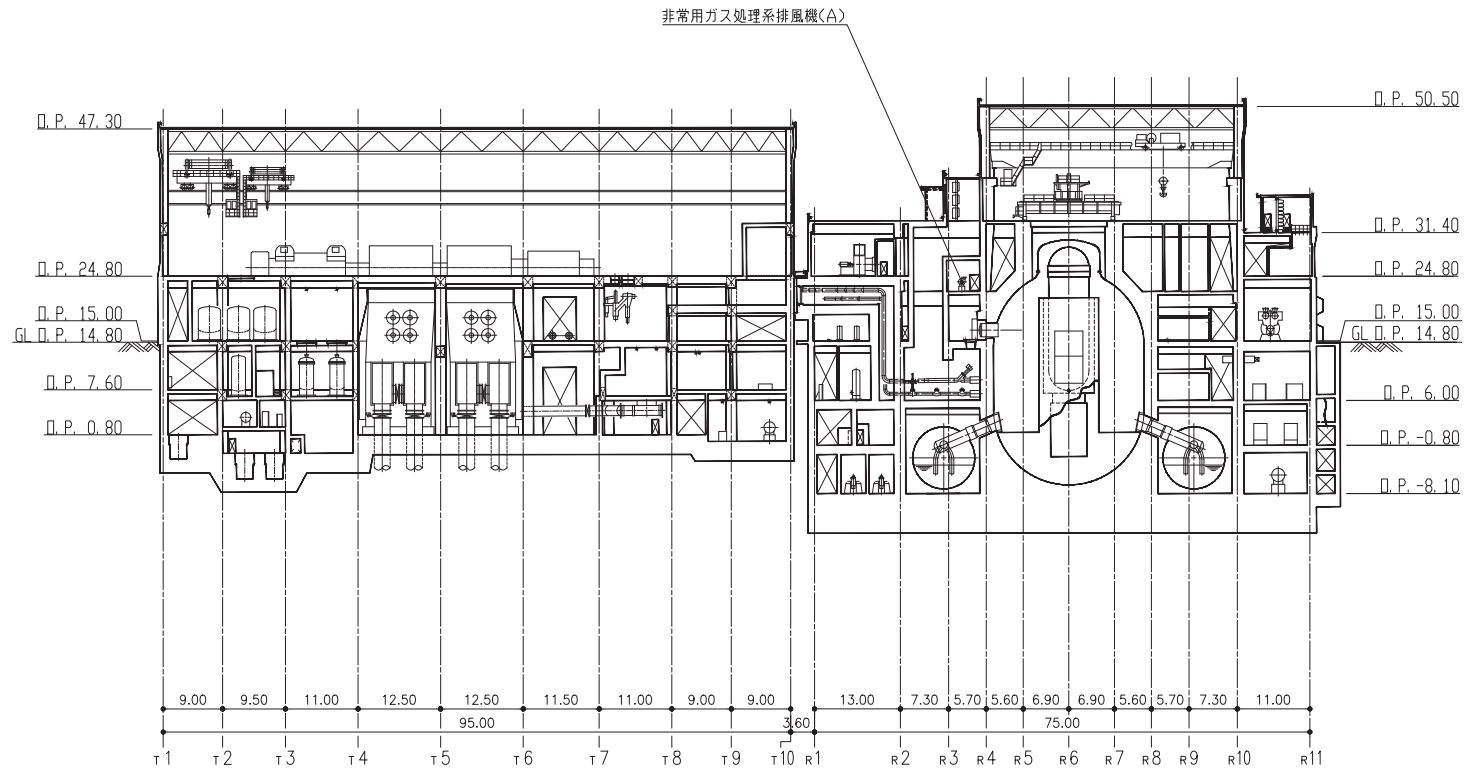 非常用ガス処理系排風機(A)
O.P. 47.30
O.P. 24.80
O.P. 15.00
GL O.P. 14.80
O.P. 7.60
O.P. 0.80
O.P. 50.50
O.P. 31.40
O.P. 24.80
O.P. 15.00
GL O.P. 14.80
O.P. 6.00
O.P. -0.80
O.P. -8.10
9.00 9.50 11.00 12.50 12.50 11.50 11.00 9.00 9.00 13.00 7.30 5.70 5.60 6.90 6.90 5.60 5.70 7.30 11.00
95.00 3.60 75.00
T1 T2 T3 T4 T5 T6 T7 T8 T9 T10 R1 R2 R3 R4 R5 R6 R7 R8 R9 R10 R11